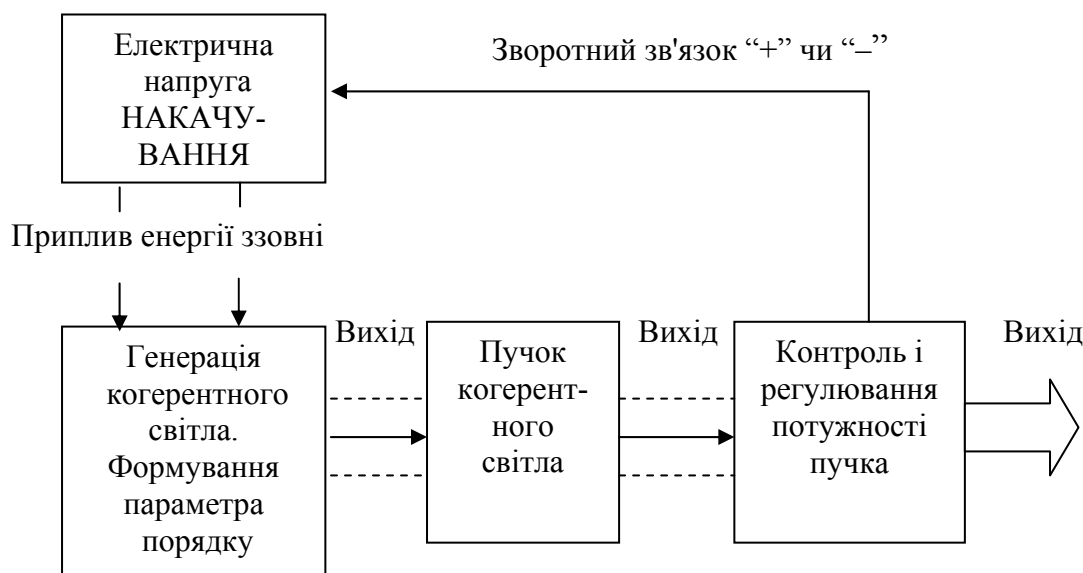 Електрична
напруга
НАКАЧУ-
ВАННЯ
Зворотний зв'язок “+” чи “–”
Приплив енергії ззовні
Генерація
когерентного
світла.
Формування
параметра
порядку
Вихід
Пучок
когерент-
ного
світла
Вихід
Контроль і
регулювання
потужності
пучка
Вихід